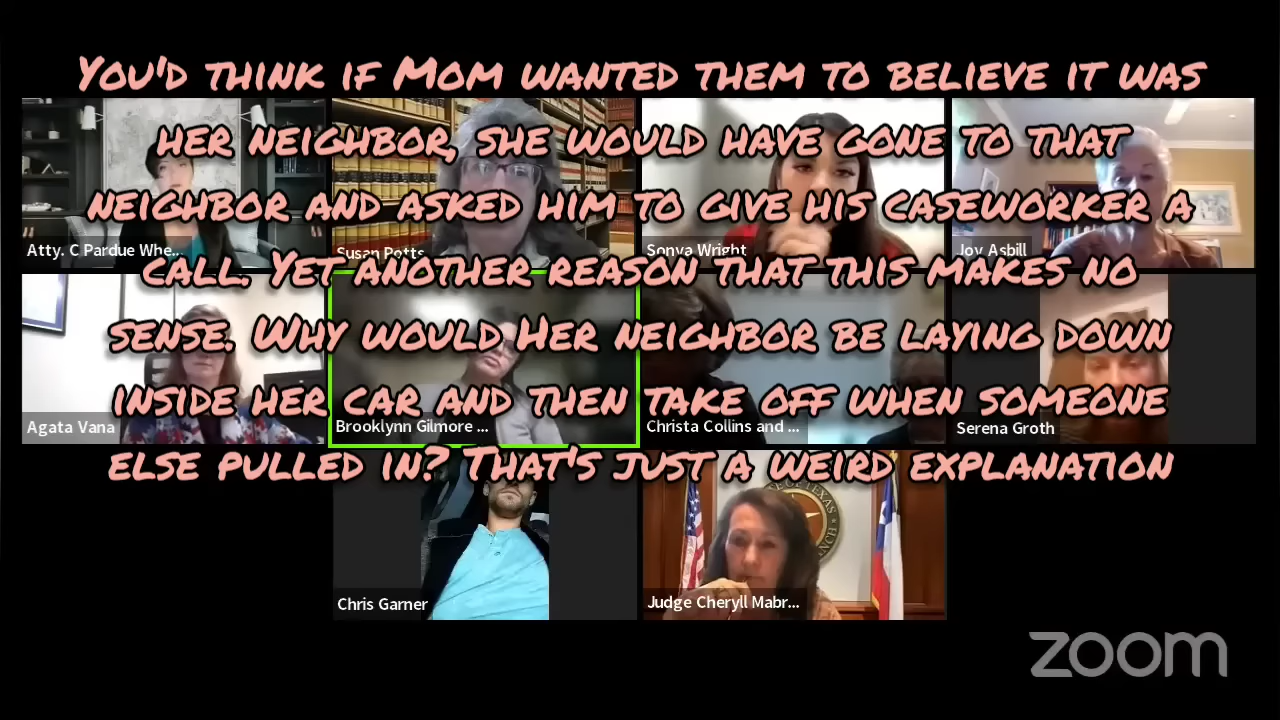 You'd think if Mom wanted them to believe it was
her neighbor, she would have gone to that
neighbor and asked him to give his caseworker a
call. Yet another reason that this makes no
sense. Why would Her neighbor be laying down
inside her car and then take off when someone
else pulled in? That's just a weird explanation
Atty. C Pardue Whe...
Susan Potts
Sonya Wright
Joy Asbill
Agata Vana
Brooklynn Gilmore ...
Christa Collins and ...
Serena Groth
Chris Garner
Judge Cheryll Mabr...
OF TEXAS
zoom